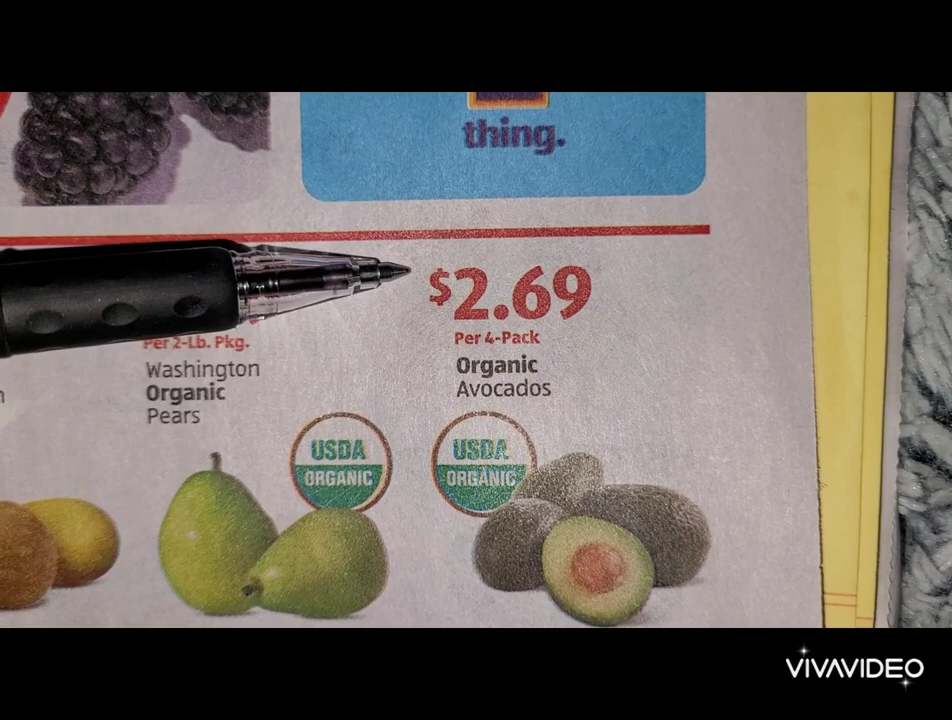 thing.
$2.69
Per 4-Pack
Organic
Avocados
Per 2-Lb. Pkg.
Washington
Organic
Pears
USDA
ORGANIC
USDA
ORGANIC
VIVAVIDEO